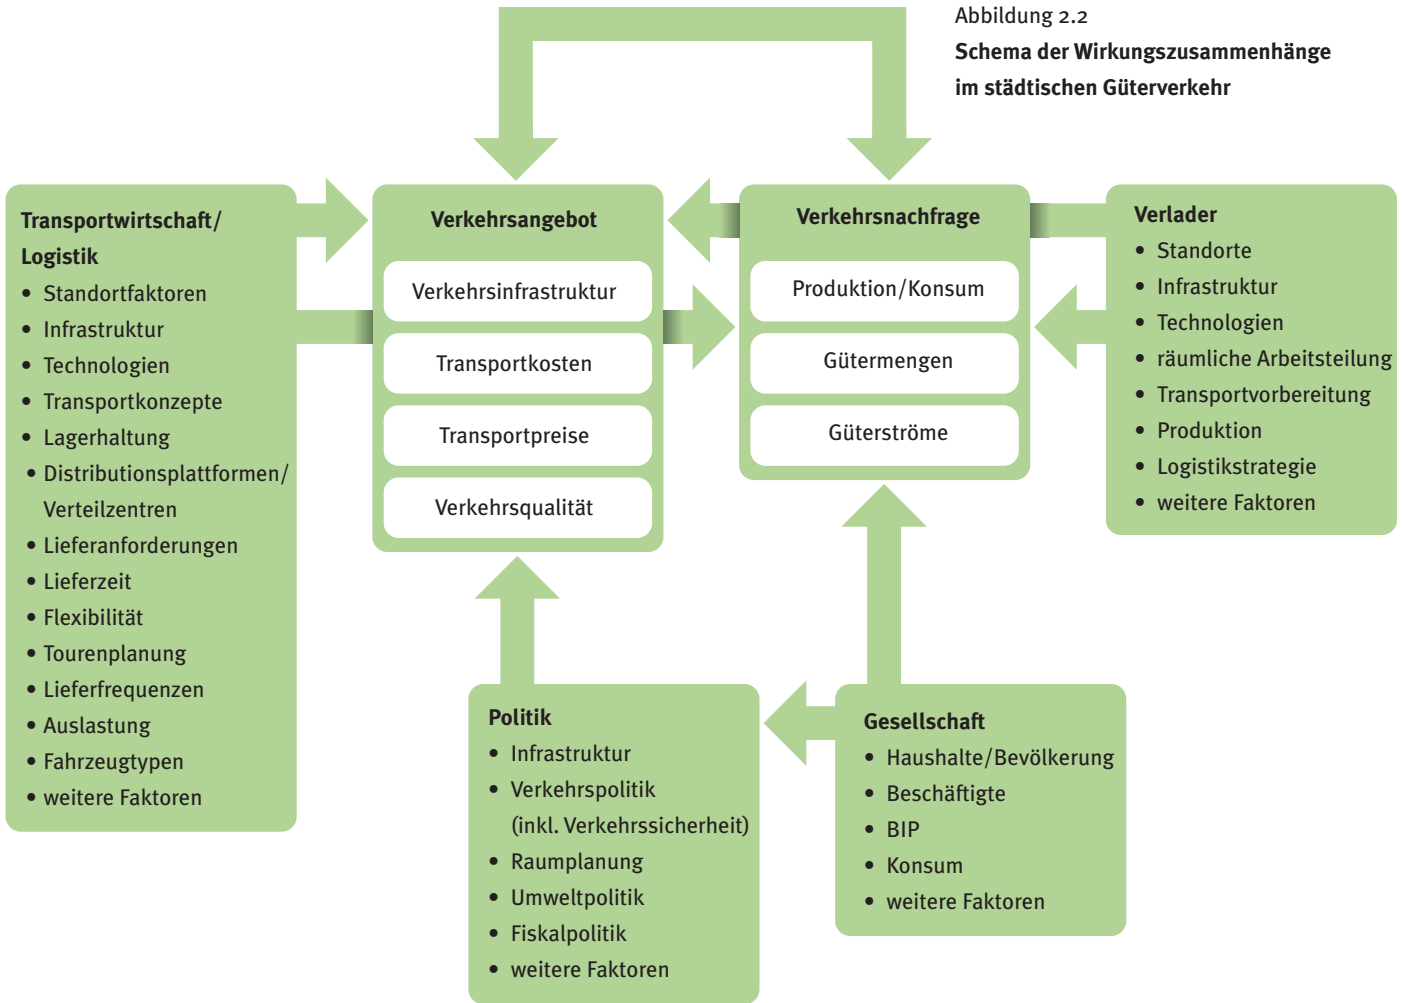 Abbildung 2.2
Schema der Wirkungszusammenhänge
im städtischen Güterverkehr
Transportwirtschaft/
Logistik
• Standortfaktoren
• Infrastruktur
• Technologien
• Transportkonzepte
• Lagerhaltung
• Distributionsplattformen/
Verteilzentren
• Lieferanforderungen
• Lieferzeit
• Flexibilität
• Tourenplanung
• Lieferfrequenzen
• Auslastung
• Fahrzeugtypen
• weitere Faktoren
Verkehrsangebot
Verkehrsinfrastruktur
Transportkosten
Transportpreise
Verkehrsqualität
Verkehrsnachfrage
Produktion/Konsum
Gütermengen
Güterströme
Verlader
• Standorte
• Infrastruktur
• Technologien
• räumliche Arbeitsteilung
• Transportvorbereitung
• Produktion
• Logistikstrategie
• weitere Faktoren
Politik
• Infrastruktur
• Verkehrspolitik
(inkl. Verkehrssicherheit)
• Raumplanung
• Umweltpolitik
• Fiskalpolitik
• weitere Faktoren
Gesellschaft
• Haushalte/Bevölkerung
• Beschäftigte
• BIP
• Konsum
• weitere Faktoren